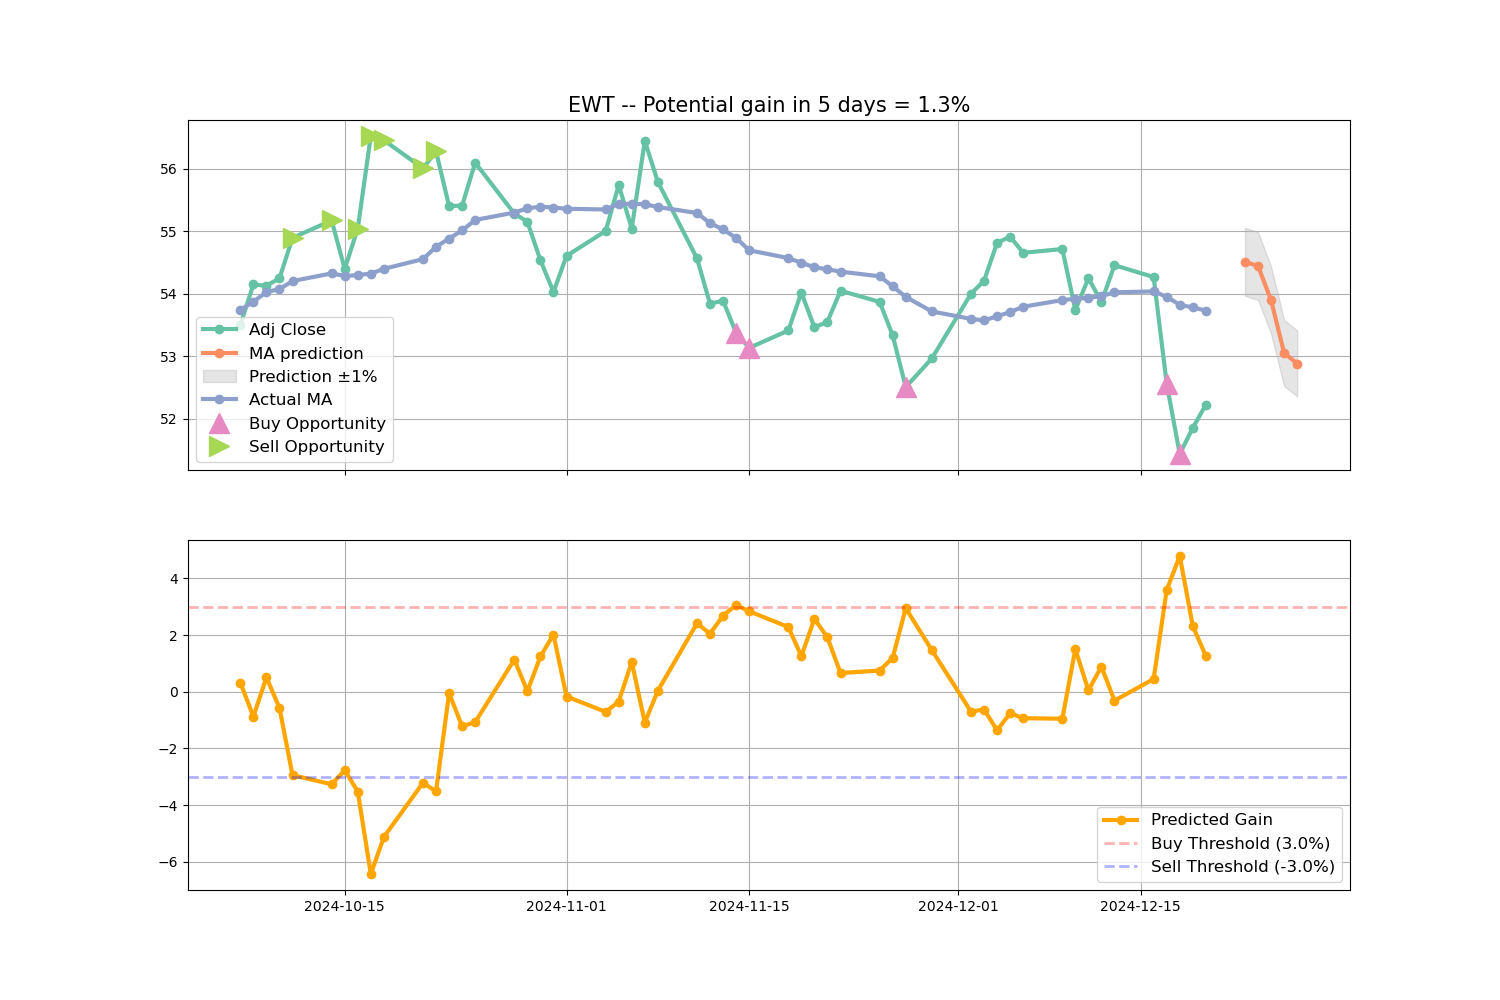 EWT -- Potential gain in 5 days = 1.3%
56
55
54
53
52
Adj Close
MA prediction
Prediction ±1%
Actual MA
Buy Opportunity
Sell Opportunity
4
2
0
−2
−4
−6
Predicted Gain
Buy Threshold (3.0%)
Sell Threshold (-3.0%)
2024-10-15
2024-11-01
2024-11-15
2024-12-01
2024-12-15